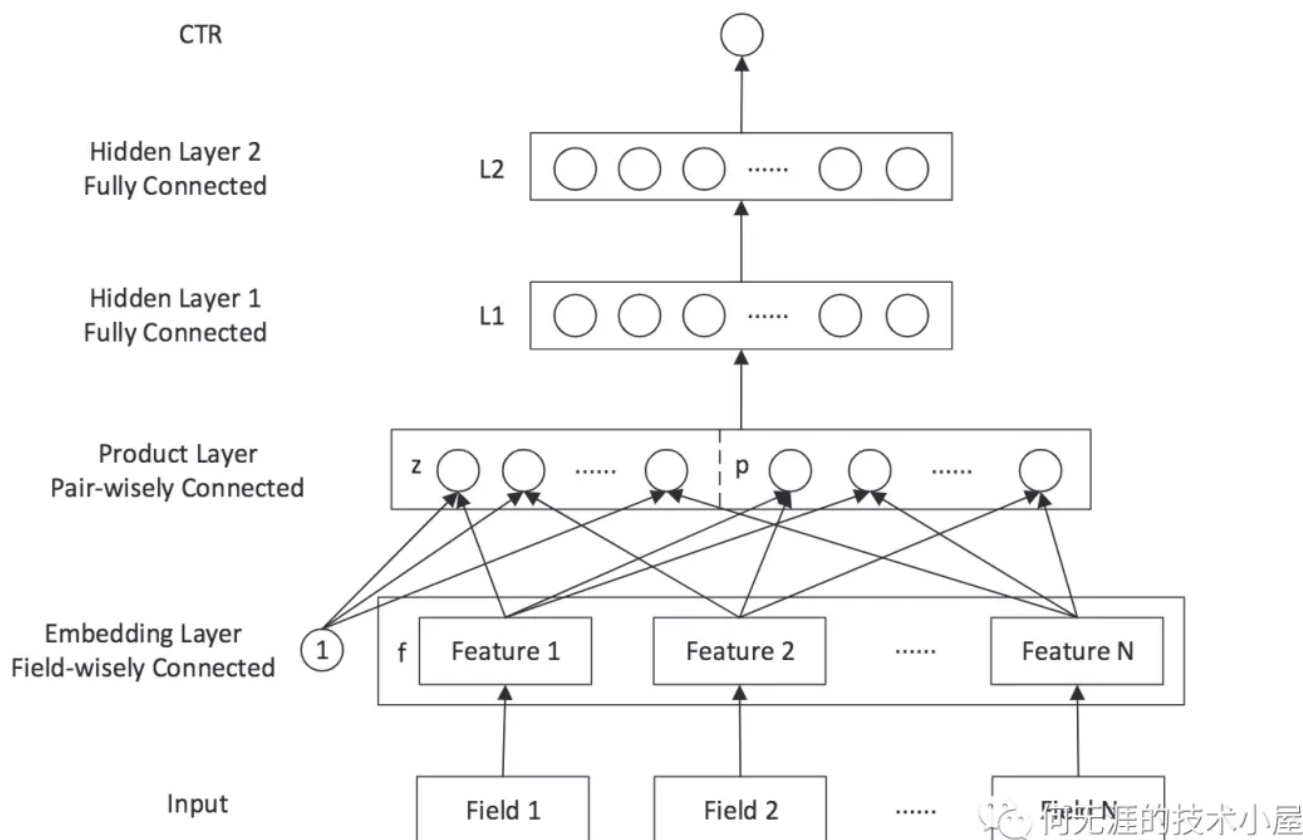 CTR
Hidden Layer 2
Fully Connected
L2
......
Hidden Layer 1
Fully Connected
L1
......
Product Layer
Pair-wisely Connected
z
......
p
......
Embedding Layer
Field-wisely Connected
1
f
Feature 1
Feature 2
......
Feature N
Input
Field 1
Field 2
......
Field N
何无涯的技术小屋